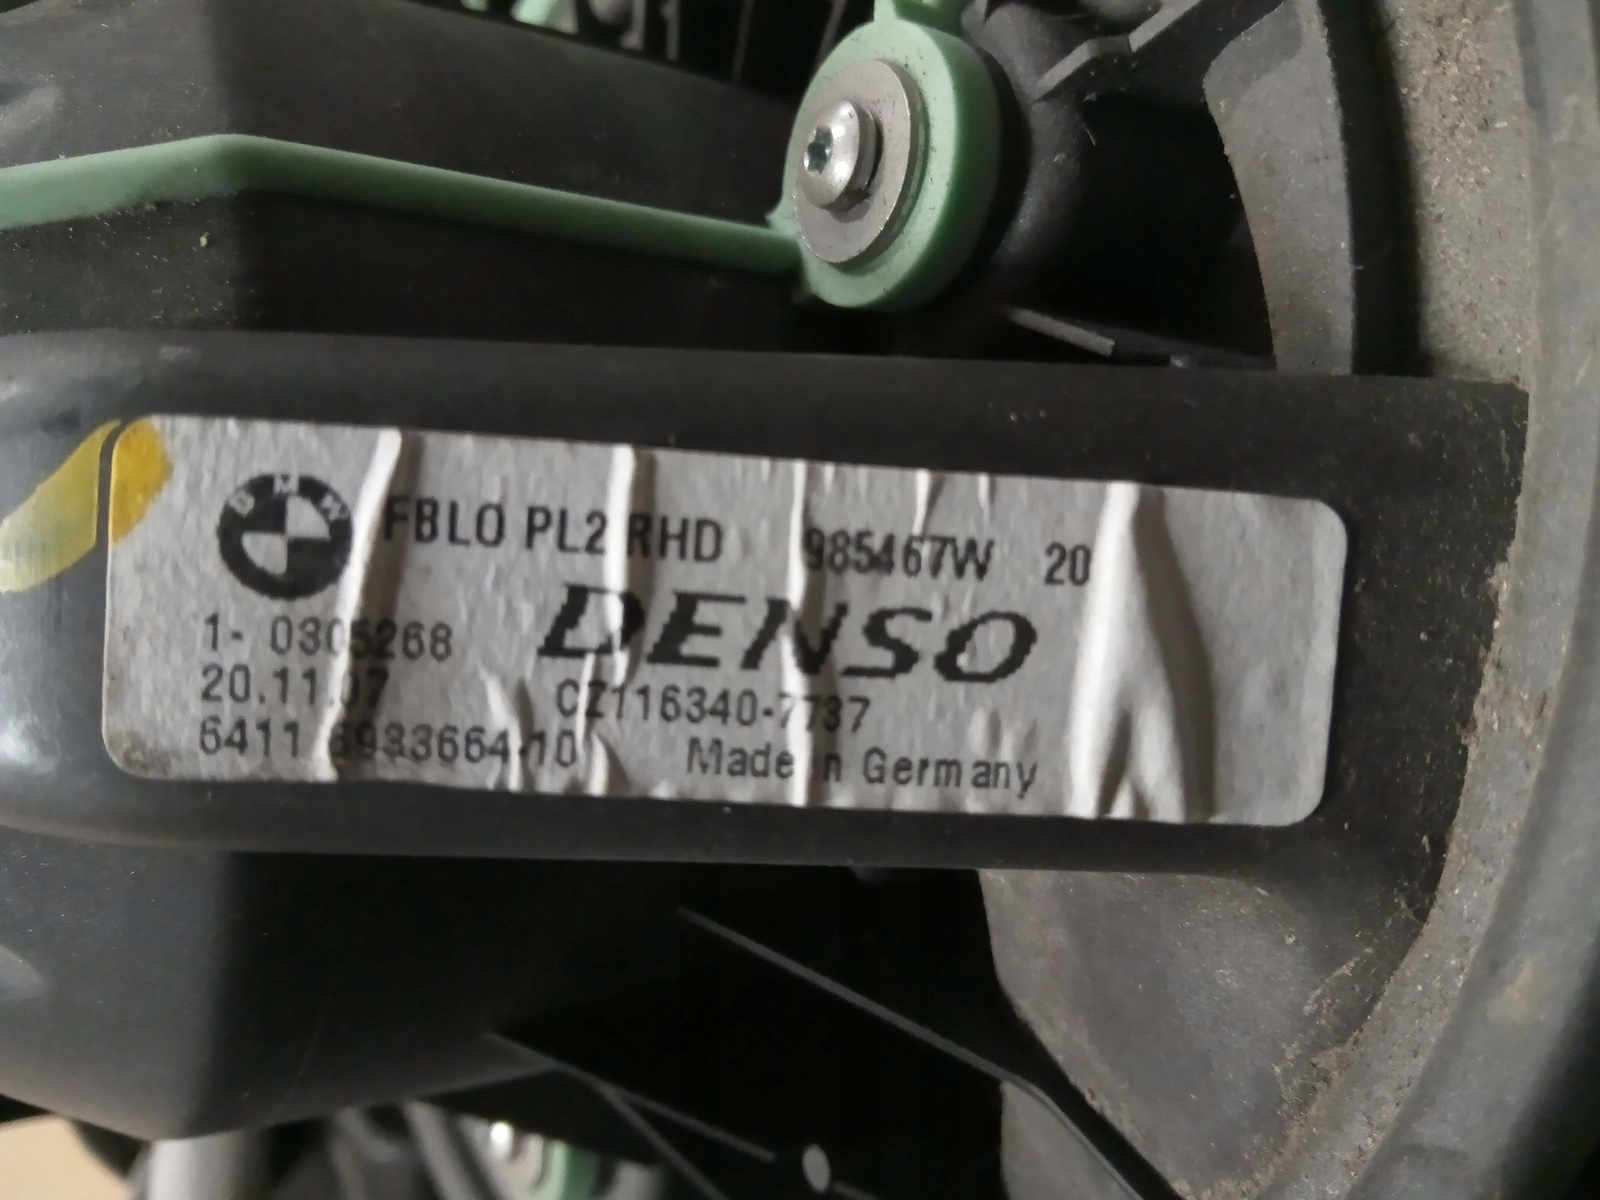 BMW
FBLO PL2 RHD 985467W 20
DENSO
1- 0305268
20.11.07
CZ116340-7737
6411 6933664-10
Made in Germany